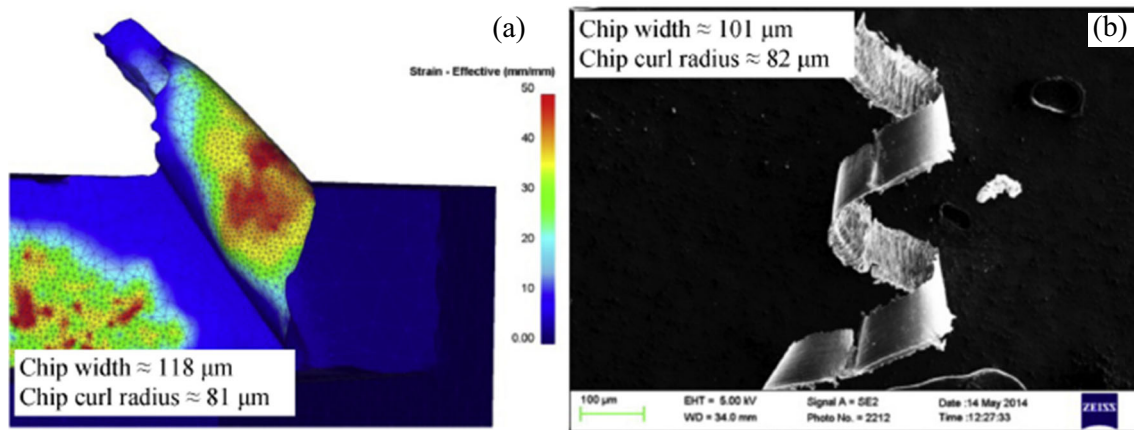 (a)
Strain - Effective (mm/mm)
50
40
30
20
10
0.00
Chip width ≈ 118 μm
Chip curl radius ≈ 81 μm
Chip width ≈ 101 μm
Chip curl radius ≈ 82 μm
(b)
100 μm
EHT = 5.00 kV
Signal A = SE2
Date :14 May 2014
WD = 34.0 mm
Photo No. = 2212
Time :12:27:33
ZEISS